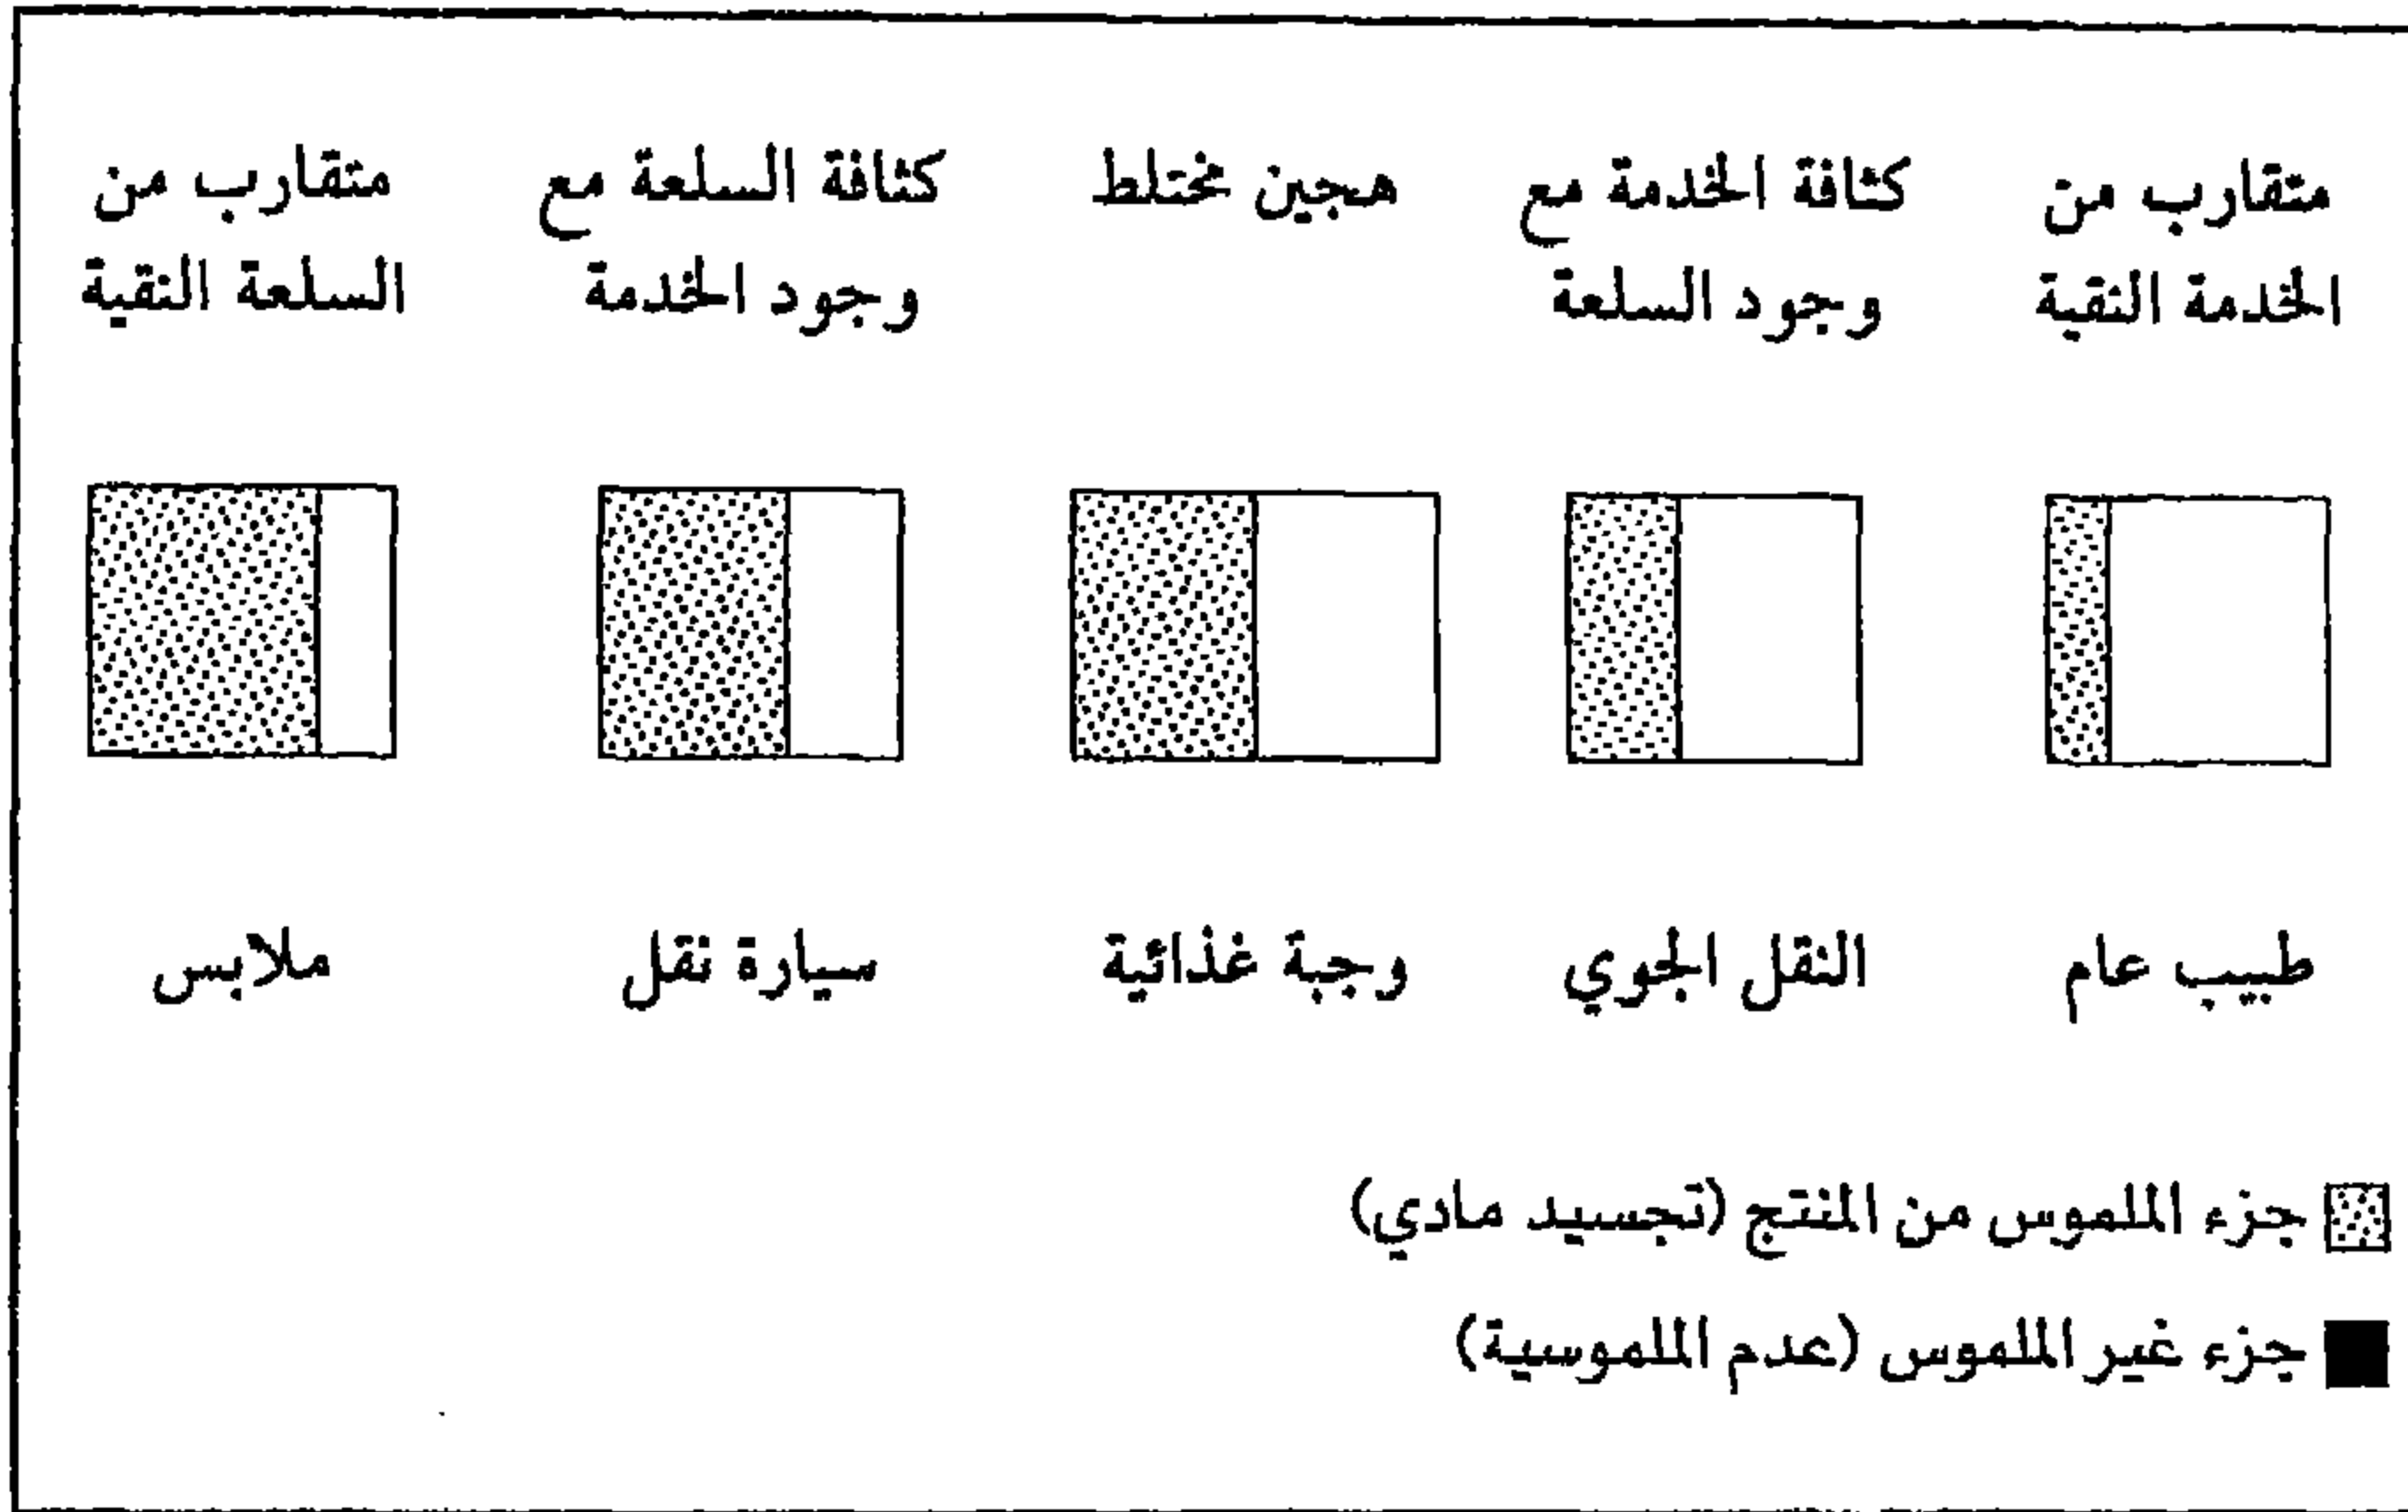 متقارب من
الخدمة النقية
كثافة الخدمة مع
وجود السلعة
هجين مختلط
كثافة السلعة مع
وجود الخدمة
متقارب من
السلعة النقية
طبيب عام
النقل الجوي
وجبة غذائية
سيارة نقل
ملابس
جزء الملموس من المنتج (تجسيد مادي)
جزء غير الملموس (عدم الملموسية)